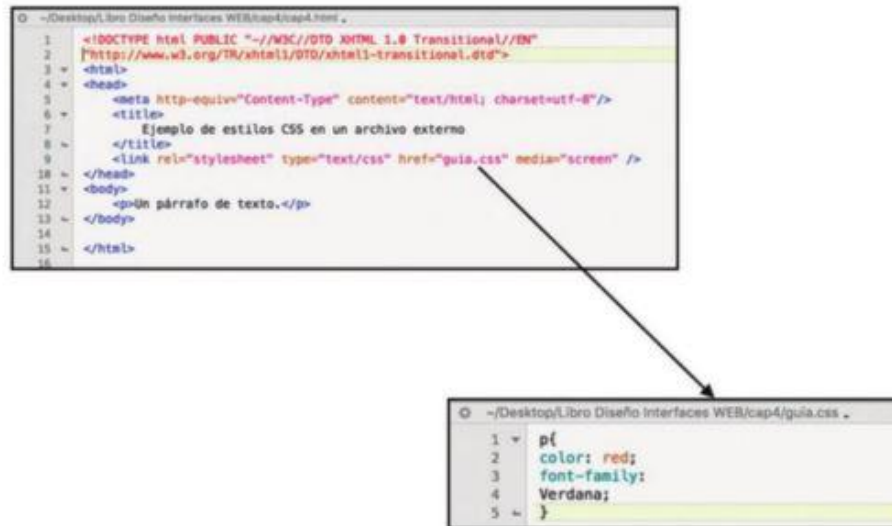 ~/Desktop/Libro Diseño Interfaces WEB/cap4/cap4.html
1 <!DOCTYPE html PUBLIC "-//W3C//DTD XHTML 1.0 Transitional//EN"
2 "http://www.w3.org/TR/xhtml1/DTD/xhtml1-transitional.dtd">
3 <html>
4 <head>
5 <meta http-equiv="Content-Type" content="text/html; charset=utf-8"/>
6 <title>
7 Ejemplo de estilos CSS en un archivo externo
8 </title>
9 <link rel="stylesheet" type="text/css" href="guia.css" media="screen" />
10 </head>
11 <body>
12 <p>Un párrafo de texto.</p>
13 </body>
14
15 </html>
16
~/Desktop/Libro Diseño Interfaces WEB/cap4/guia.css
1 p{
2 color: red;
3 font-family:
4 Verdana;
5 }